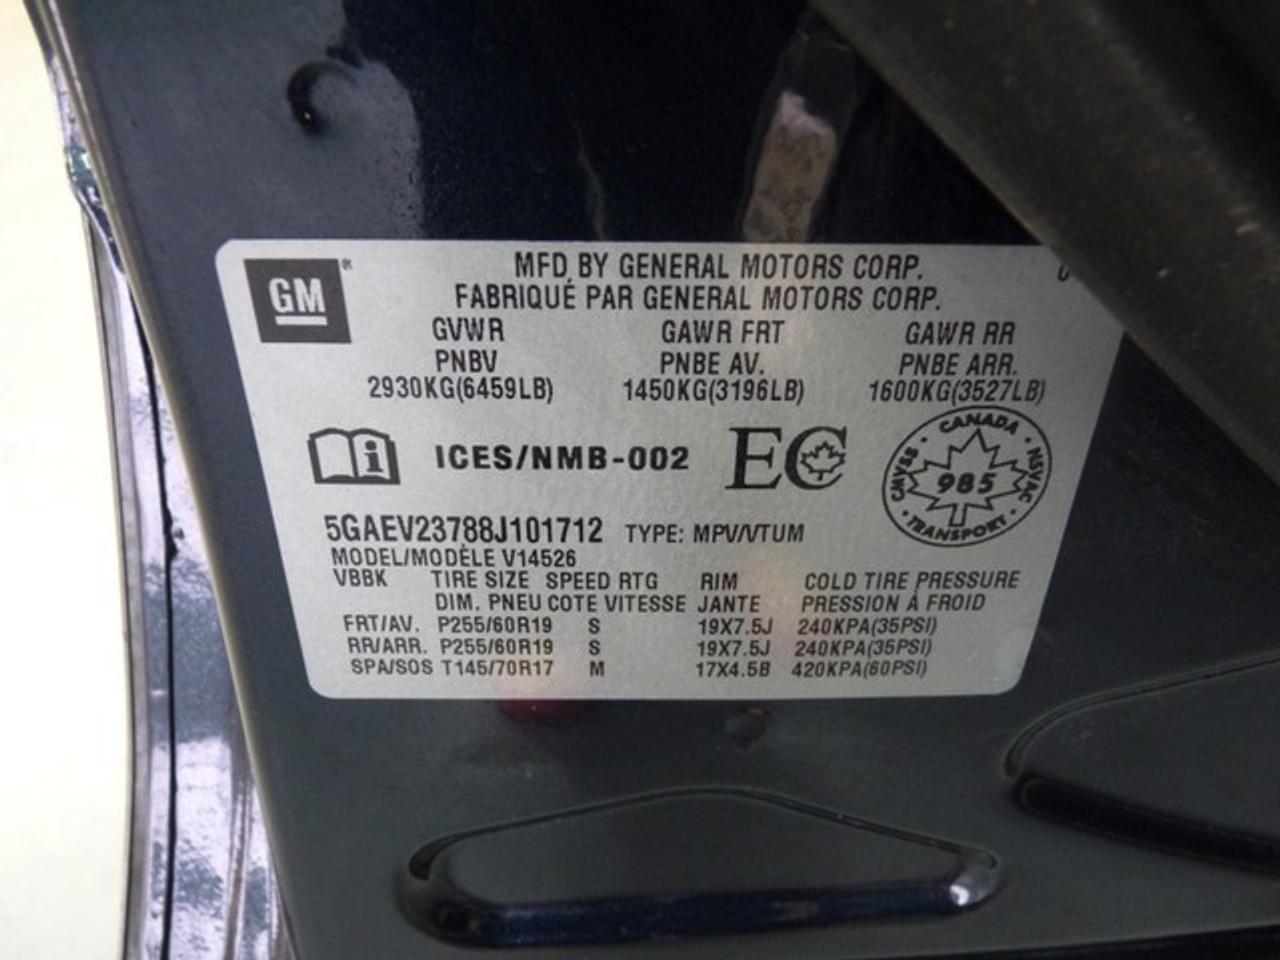 GM
MFD BY GENERAL MOTORS CORP.
FABRIQUÉ PAR GENERAL MOTORS CORP.
GVWR GAWR FRT GAWR RR
PNBV PNBE AV. PNBE ARR.
2930KG(6459LB) 1450KG(3196LB) 1600KG(3527LB)
i ICES/NMB-002 EC
CANADA
CMVSS 985 NSVAC
TRANSPORT
5GAEV23788J101712 TYPE: MPV/VTUM
MODEL/MODÈLE V14526
VBBK TIRE SIZE SPEED RTG RIM COLD TIRE PRESSURE
DIM. PNEU COTE VITESSE JANTE PRESSION À FROID
FRT/AV. P255/60R19 S 19X7.5J 240KPA(35PSI)
RR/ARR. P255/60R19 S 19X7.5J 240KPA(35PSI)
SPA/SOS T145/70R17 M 17X4.5B 420KPA(60PSI)